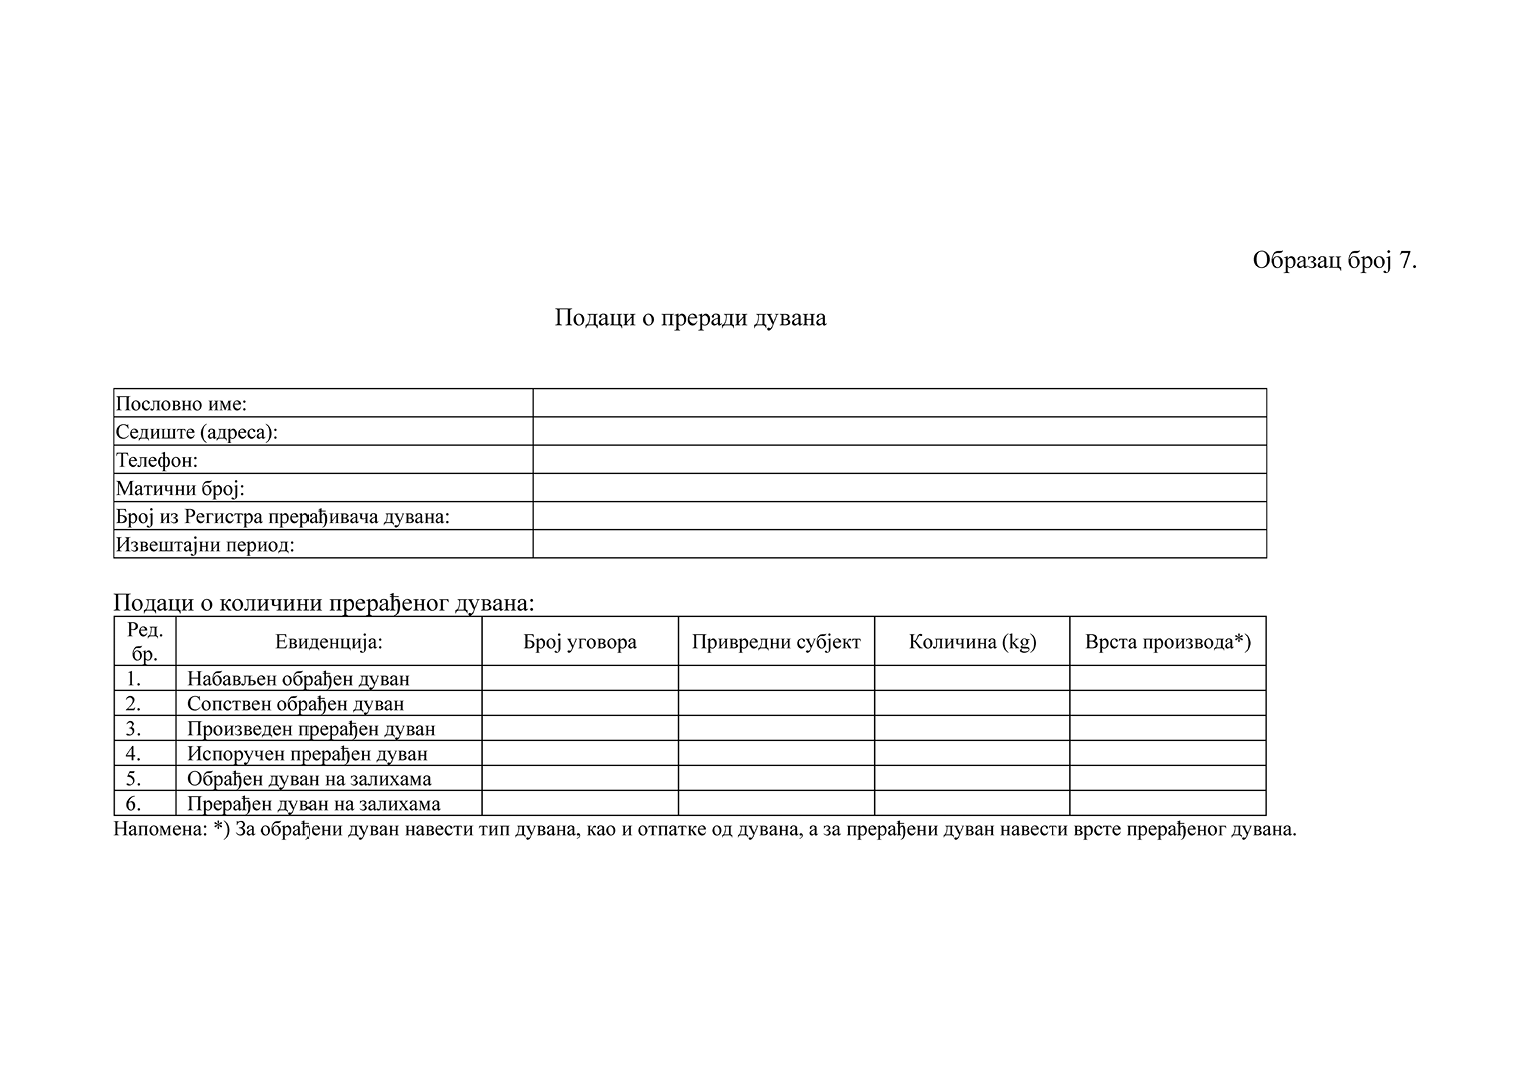 Образац број 7.
Подаци о преради дувана
Пословно име:
Седиште (адреса):
Телефон:
Матични број:
Број из Регистра прерађивача дувана:
Извештајни период:
Подаци о количини прерађеног дувана:
Ред. бр. Евиденција: Број уговора Привредни субјект Количина (kg) Врста производа*)
1. Набављен обрађен дуван
2. Сопствен обрађен дуван
3. Произведен прерађен дуван
4. Испоручен прерађен дуван
5. Обрађен дуван на залихама
6. Прерађен дуван на залихама
Напомена: *) За обрађени дуван навести тип дувана, као и отпатке од дувана, а за прерађени дуван навести врсте прерађеног дувана.